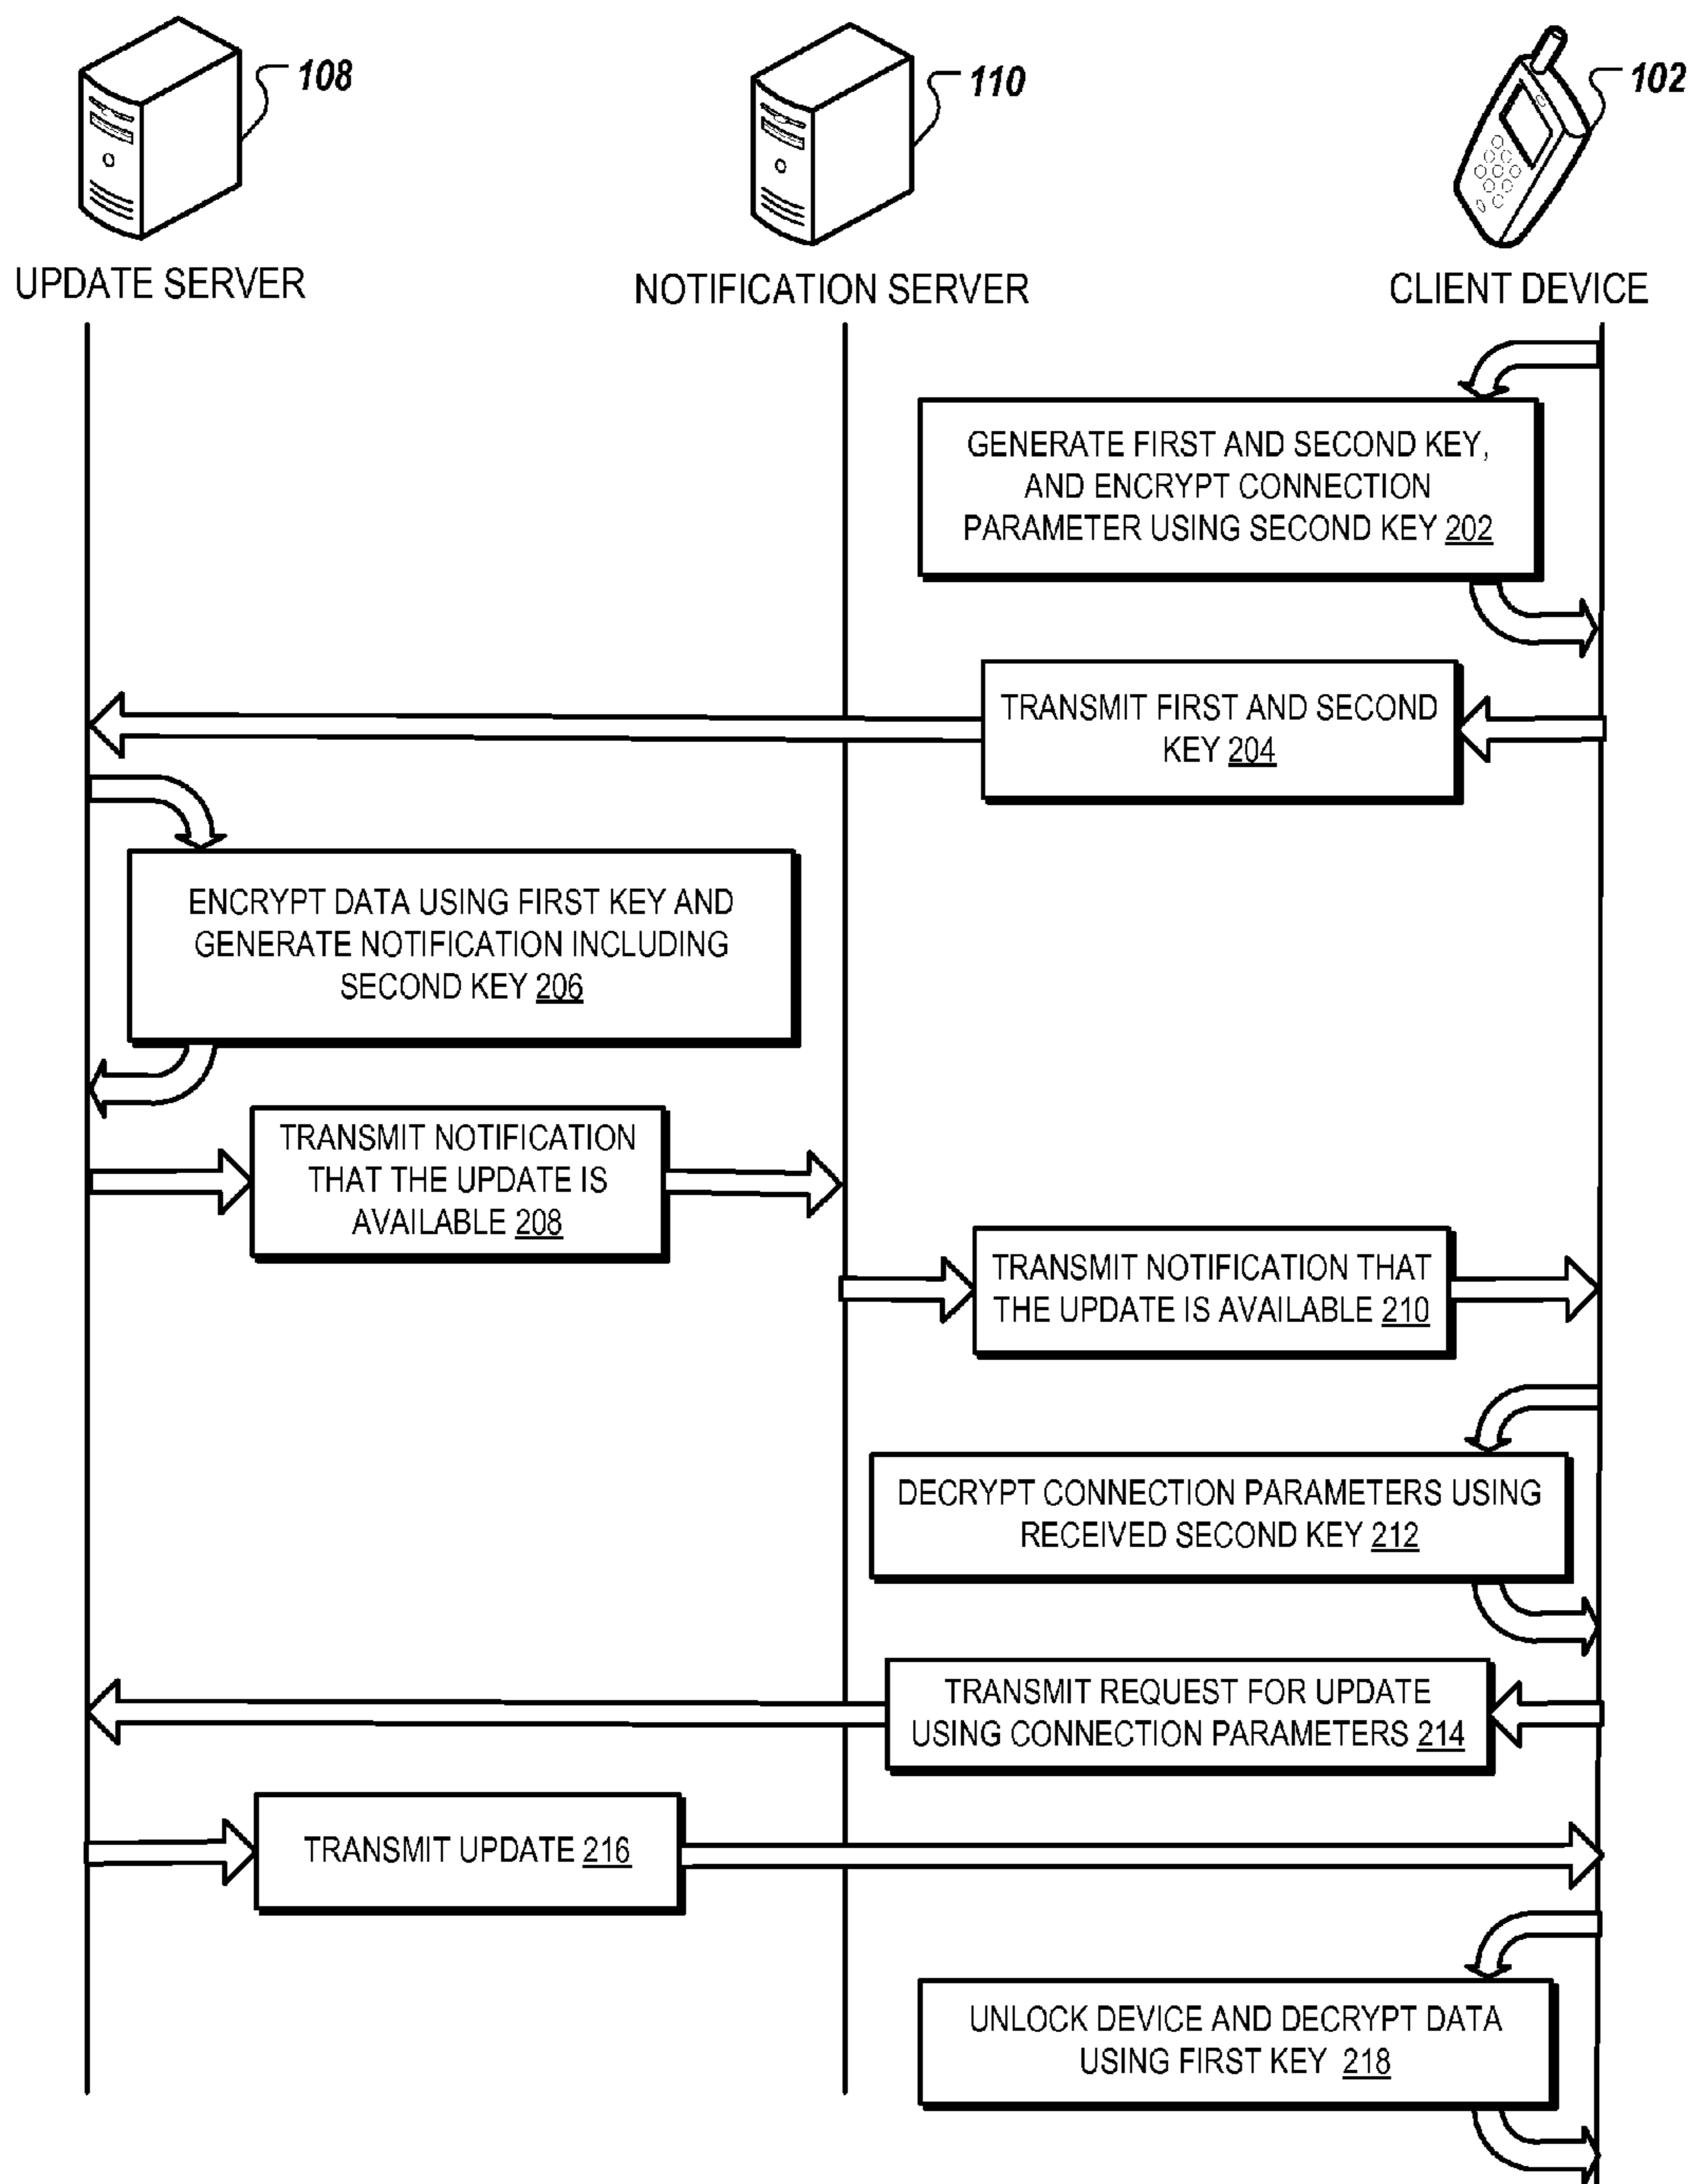 108
110
102
UPDATE SERVER
NOTIFICATION SERVER
CLIENT DEVICE
GENERATE FIRST AND SECOND KEY,
AND ENCRYPT CONNECTION
PARAMETER USING SECOND KEY 202
TRANSMIT FIRST AND SECOND
KEY 204
ENCRYPT DATA USING FIRST KEY AND
GENERATE NOTIFICATION INCLUDING
SECOND KEY 206
TRANSMIT NOTIFICATION
THAT THE UPDATE IS
AVAILABLE 208
TRANSMIT NOTIFICATION THAT
THE UPDATE IS AVAILABLE 210
DECRYPT CONNECTION PARAMETERS USING
RECEIVED SECOND KEY 212
TRANSMIT REQUEST FOR UPDATE
USING CONNECTION PARAMETERS 214
TRANSMIT UPDATE 216
UNLOCK DEVICE AND DECRYPT DATA
USING FIRST KEY 218